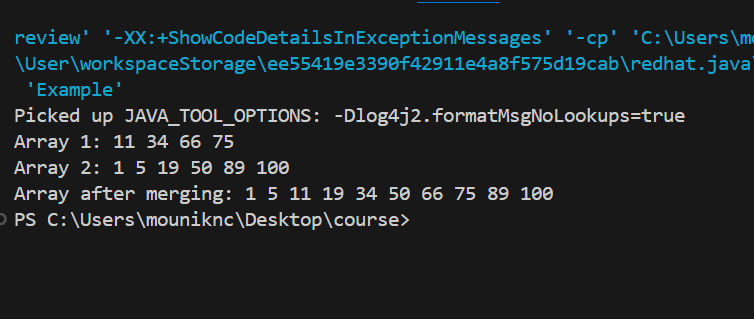 review' '-XX:+ShowCodeDetailsInExceptionMessages' '-cp' 'C:\Users\mo
\User\workspaceStorage\ee55419e3390f42911e4a8f575d19cab\redhat.java\
'Example'
Picked up JAVA_TOOL_OPTIONS: -Dlog4j2.formatMsgNoLookups=true
Array 1: 11 34 66 75
Array 2: 1 5 19 50 89 100
Array after merging: 1 5 11 19 34 50 66 75 89 100
PS C:\Users\mouniknc\Desktop\course>